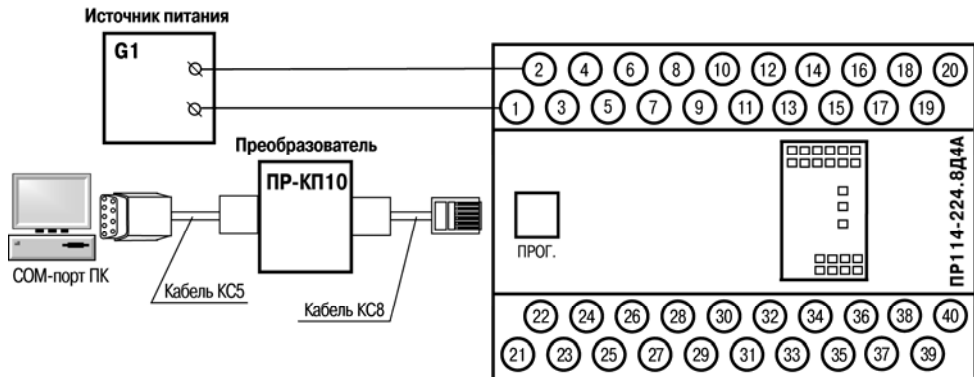 Источник питания
G1
2 4 6 8 10 12 14 16 18 20
1 3 5 7 9 11 13 15 17 19
Преобразователь
ПР-КП10
COM-порт ПК
Кабель КС5
Кабель КС8
ПРОГ.
ПР114-224.8Д4А
22 24 26 28 30 32 34 36 38 40
21 23 25 27 29 31 33 35 37 39